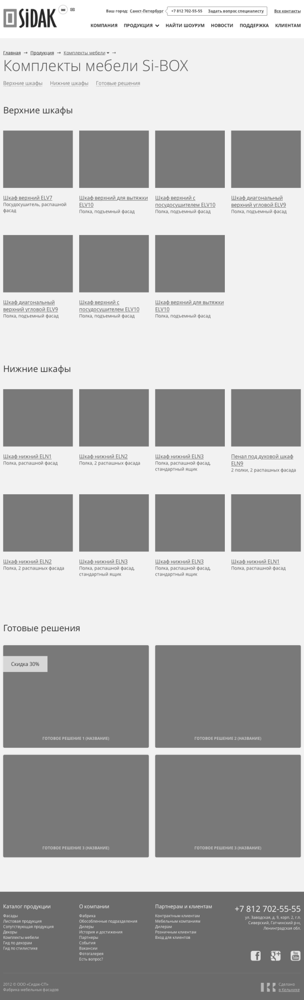 SiDAK
Ваш город: Санкт-Петербург
+7 812 702-55-55 Задать вопрос специалисту
Все контакты
КОМПАНИЯ ПРОДУКЦИЯ НАЙТИ ШОУРУМ НОВОСТИ ПОДДЕРЖКА КЛИЕНТАМ
Главная → Продукция → Комплекты мебели →
Комплекты мебели Si-BOX
Верхние шкафы Нижние шкафы Готовые решения
Верхние шкафы
Шкаф верхний ELV7
Посудосушитель, распашной
фасад
Шкаф верхний для вытяжки
ELV10
Полка, подъемный фасад
Шкаф верхний с
посудосушителем ELV10
Полка, подъемный фасад
Шкаф диагональный
верхний угловой ELV9
Полка, подъемный фасад
Шкаф диагональный
верхний угловой ELV9
Полка, подъемный фасад
Шкаф верхний с
посудосушителем ELV10
Полка, подъемный фасад
Шкаф верхний для вытяжки
ELV10
Полка, подъемный фасад
Нижние шкафы
Шкаф нижний ELN1
Полка, распашной фасад
Шкаф нижний ELN2
Полка, 2 распашных фасада
Шкаф нижний ELN3
Полка, распашной фасад,
стандартный ящик
Пенал под духовой шкаф
ELN9
2 полки, 2 распашных фасада
Шкаф нижний ELN2
Полка, 2 распашных фасада
Шкаф нижний ELN3
Полка, распашной фасад,
стандартный ящик
Шкаф нижний ELN3
Полка, распашной фасад,
стандартный ящик
Шкаф нижний ELN1
Полка, распашной фасад
Готовые решения
Скидка 30%
ГОТОВОЕ РЕШЕНИЕ 1 (НАЗВАНИЕ)
ГОТОВОЕ РЕШЕНИЕ 2 (НАЗВАНИЕ)
ГОТОВОЕ РЕШЕНИЕ 3 (НАЗВАНИЕ)
ГОТОВОЕ РЕШЕНИЕ 3 (НАЗВАНИЕ)
Каталог продукции
Фасады
Листовая продукция
Сопутствующая продукция
Декоры
Комплекты мебели
Гид по декорам
Гид по стилистике
О компании
Фабрика
Обособленные подразделения
Дилеры
История и достижения
Партнеры
События
Вакансии
Фотогалерея
Есть вопрос?
Партнерам и клиентам
Контрактным клиентам
Мебельным компаниям
Дилерам
Розничным клиентам
Вход для клиентов
+7 812 702-55-55
ул. Заводская, д. 9, корп. 2, г.п.
Сиверский, Гатчинский р-н,
Ленинградская обл.
You
Tube
2012 © ООО «Сидак-СП»
Фабрика мебельных фасадов
Сделано
в Кельнике